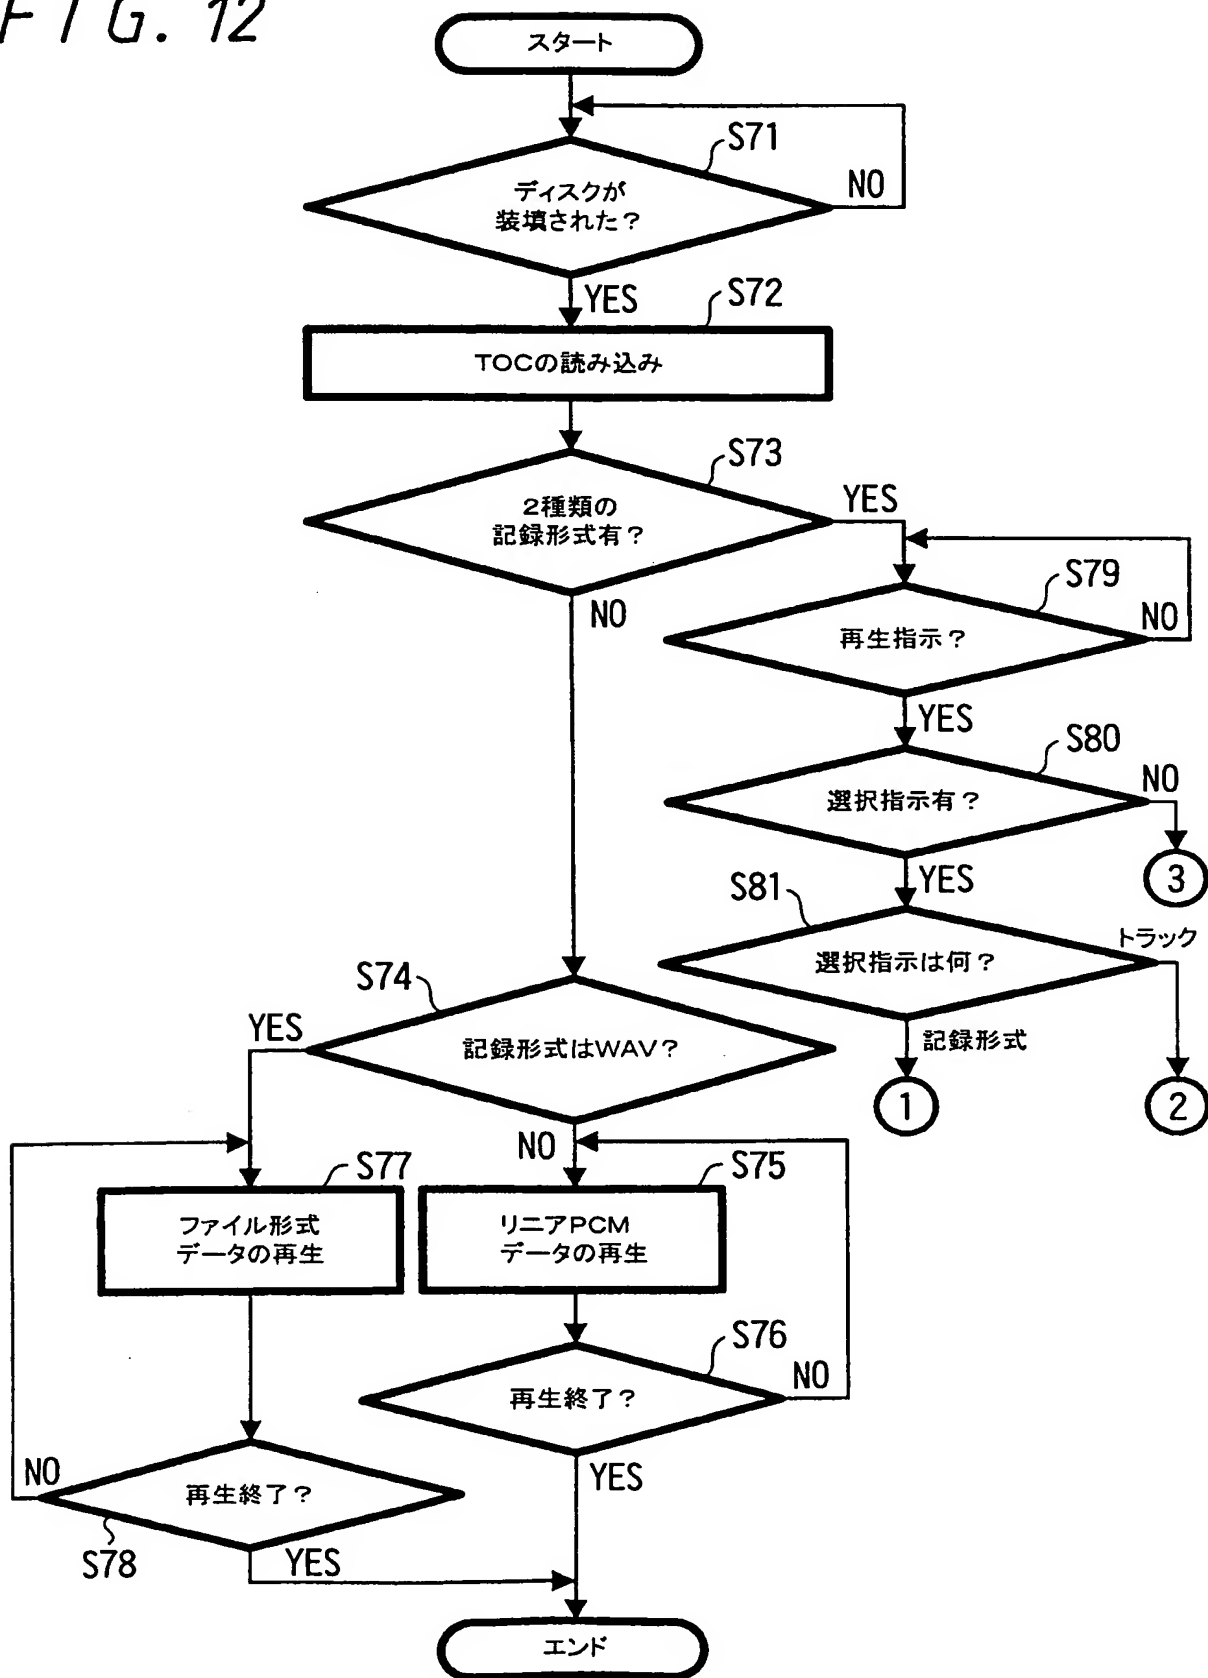 FIG. 12
スタート
S71
ディスクが
装填された?
NO
YES
S72
TOCの読み込み
S73
2種類の
記録形式有?
YES
NO
S79
再生指示?
NO
YES
S80
選択指示有?
NO
3
YES
S81
選択指示は何?
トラック
記録形式
1
2
S74
記録形式はWAV?
YES
NO
S77
ファイル形式
データの再生
S75
リニアPCM
データの再生
S76
再生終了?
NO
YES
再生終了?
NO
S78
YES
エンド